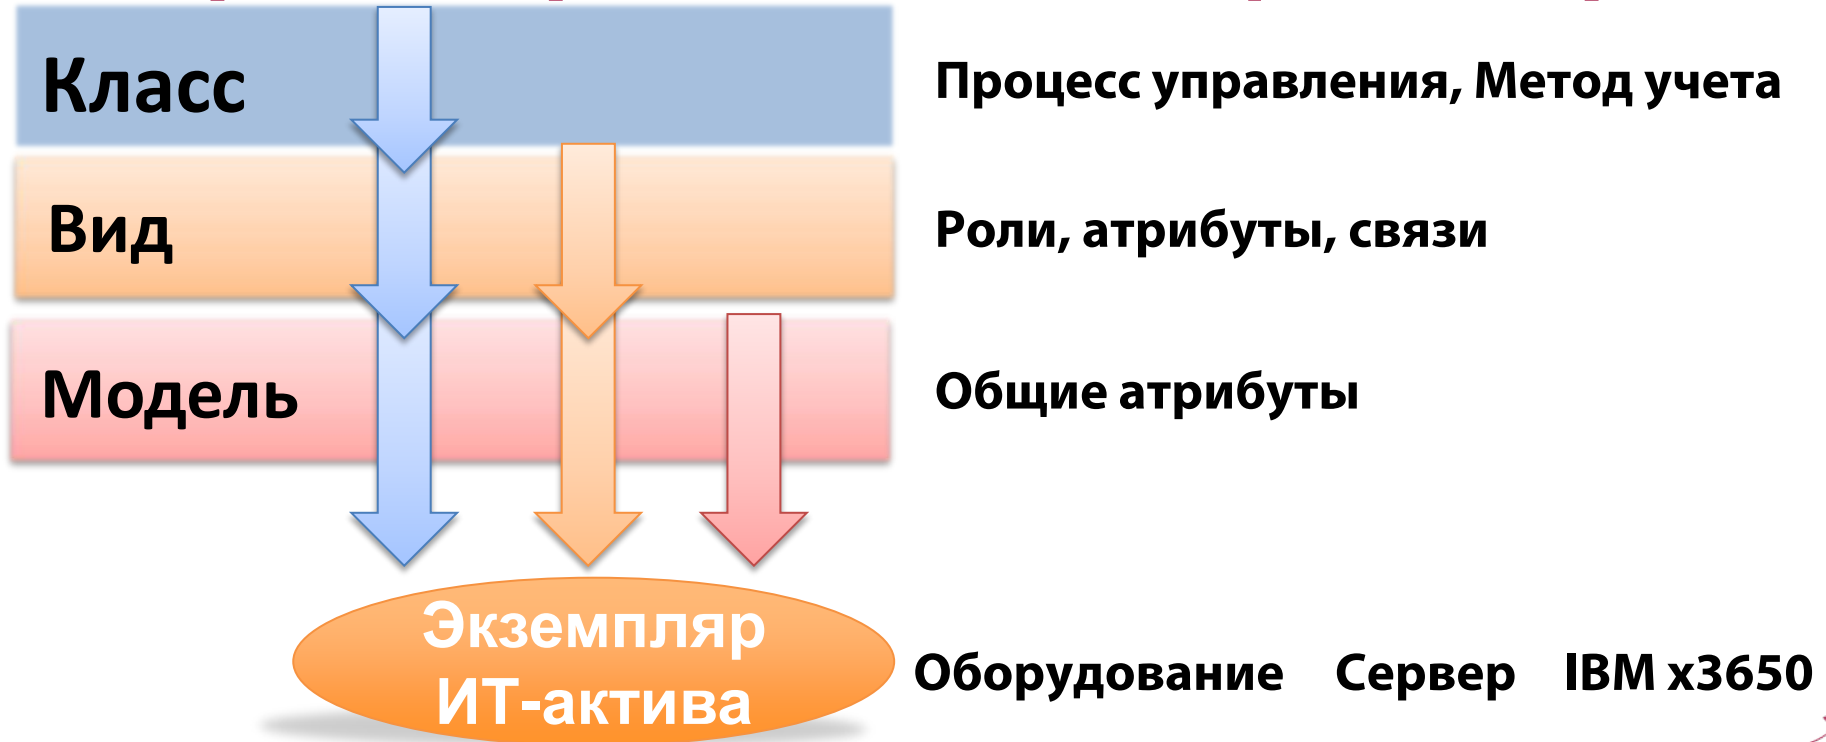 Класс
Процесс управления, Метод учета
Вид
Роли, атрибуты, связи
Модель
Общие атрибуты
Экземпляр
ИТ-актива
Оборудование Сервер IBM x3650